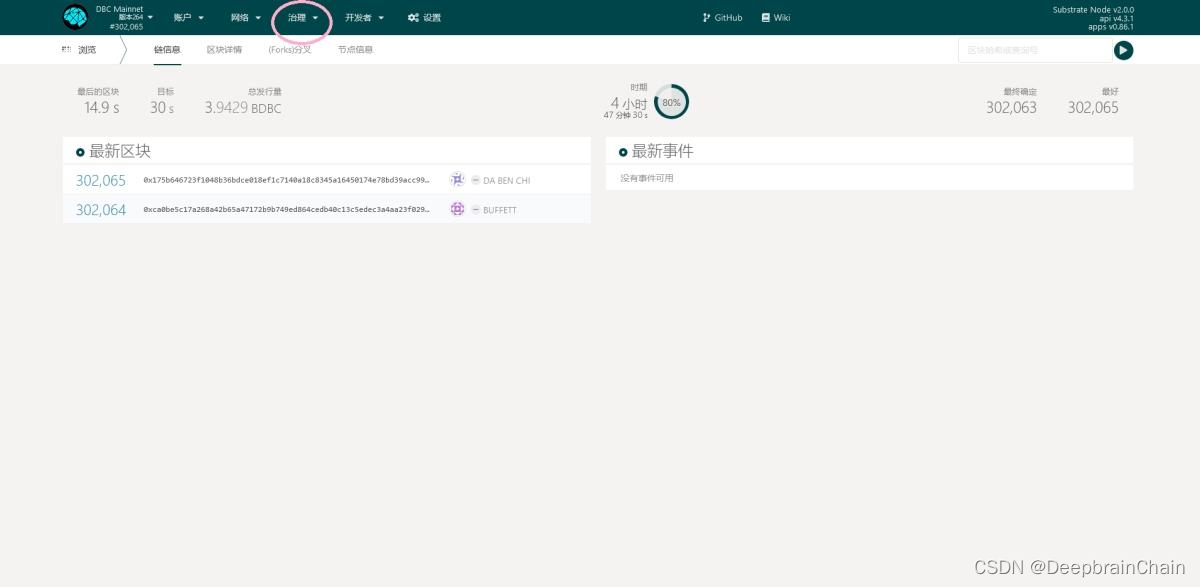 DBC Mainnet
版本264
#302,065
账户
网络
治理
开发者
设置
GitHub
Wiki
Substrate Node v2.0.0
api v4.3.1
apps v0.86.1
浏览
链信息
区块详情
(Forks)分叉
节点信息
区块哈希或查询号
最后的区块
14.9 s
目标
30 s
总发行量
3.9429 BDBC
时期
4 小时
47 分钟 30 s
80%
最终确定
302,063
最好
302,065
最新区块
302,065 0x175b646723f1048b36bdce018ef1c7140a18c8345a16450174e78bd39acc99… DA BEN CHI
302,064 0xca0be5c17a268a42b65a47172b9b749ed864cedb40c13c5edec3a4aa23f029… BUFFETT
最新事件
没有事件可用
CSDN @DeepbrainChain